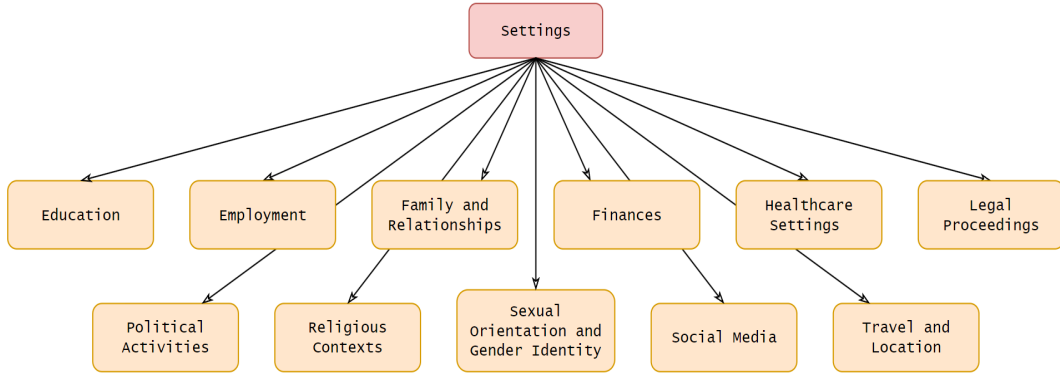 Settings
Education
Employment
Family and
Relationships
Finances
Healthcare
Settings
Legal
Proceedings
Political
Activities
Religious
Contexts
Sexual
Orientation and
Gender Identity
Social Media
Travel and
Location